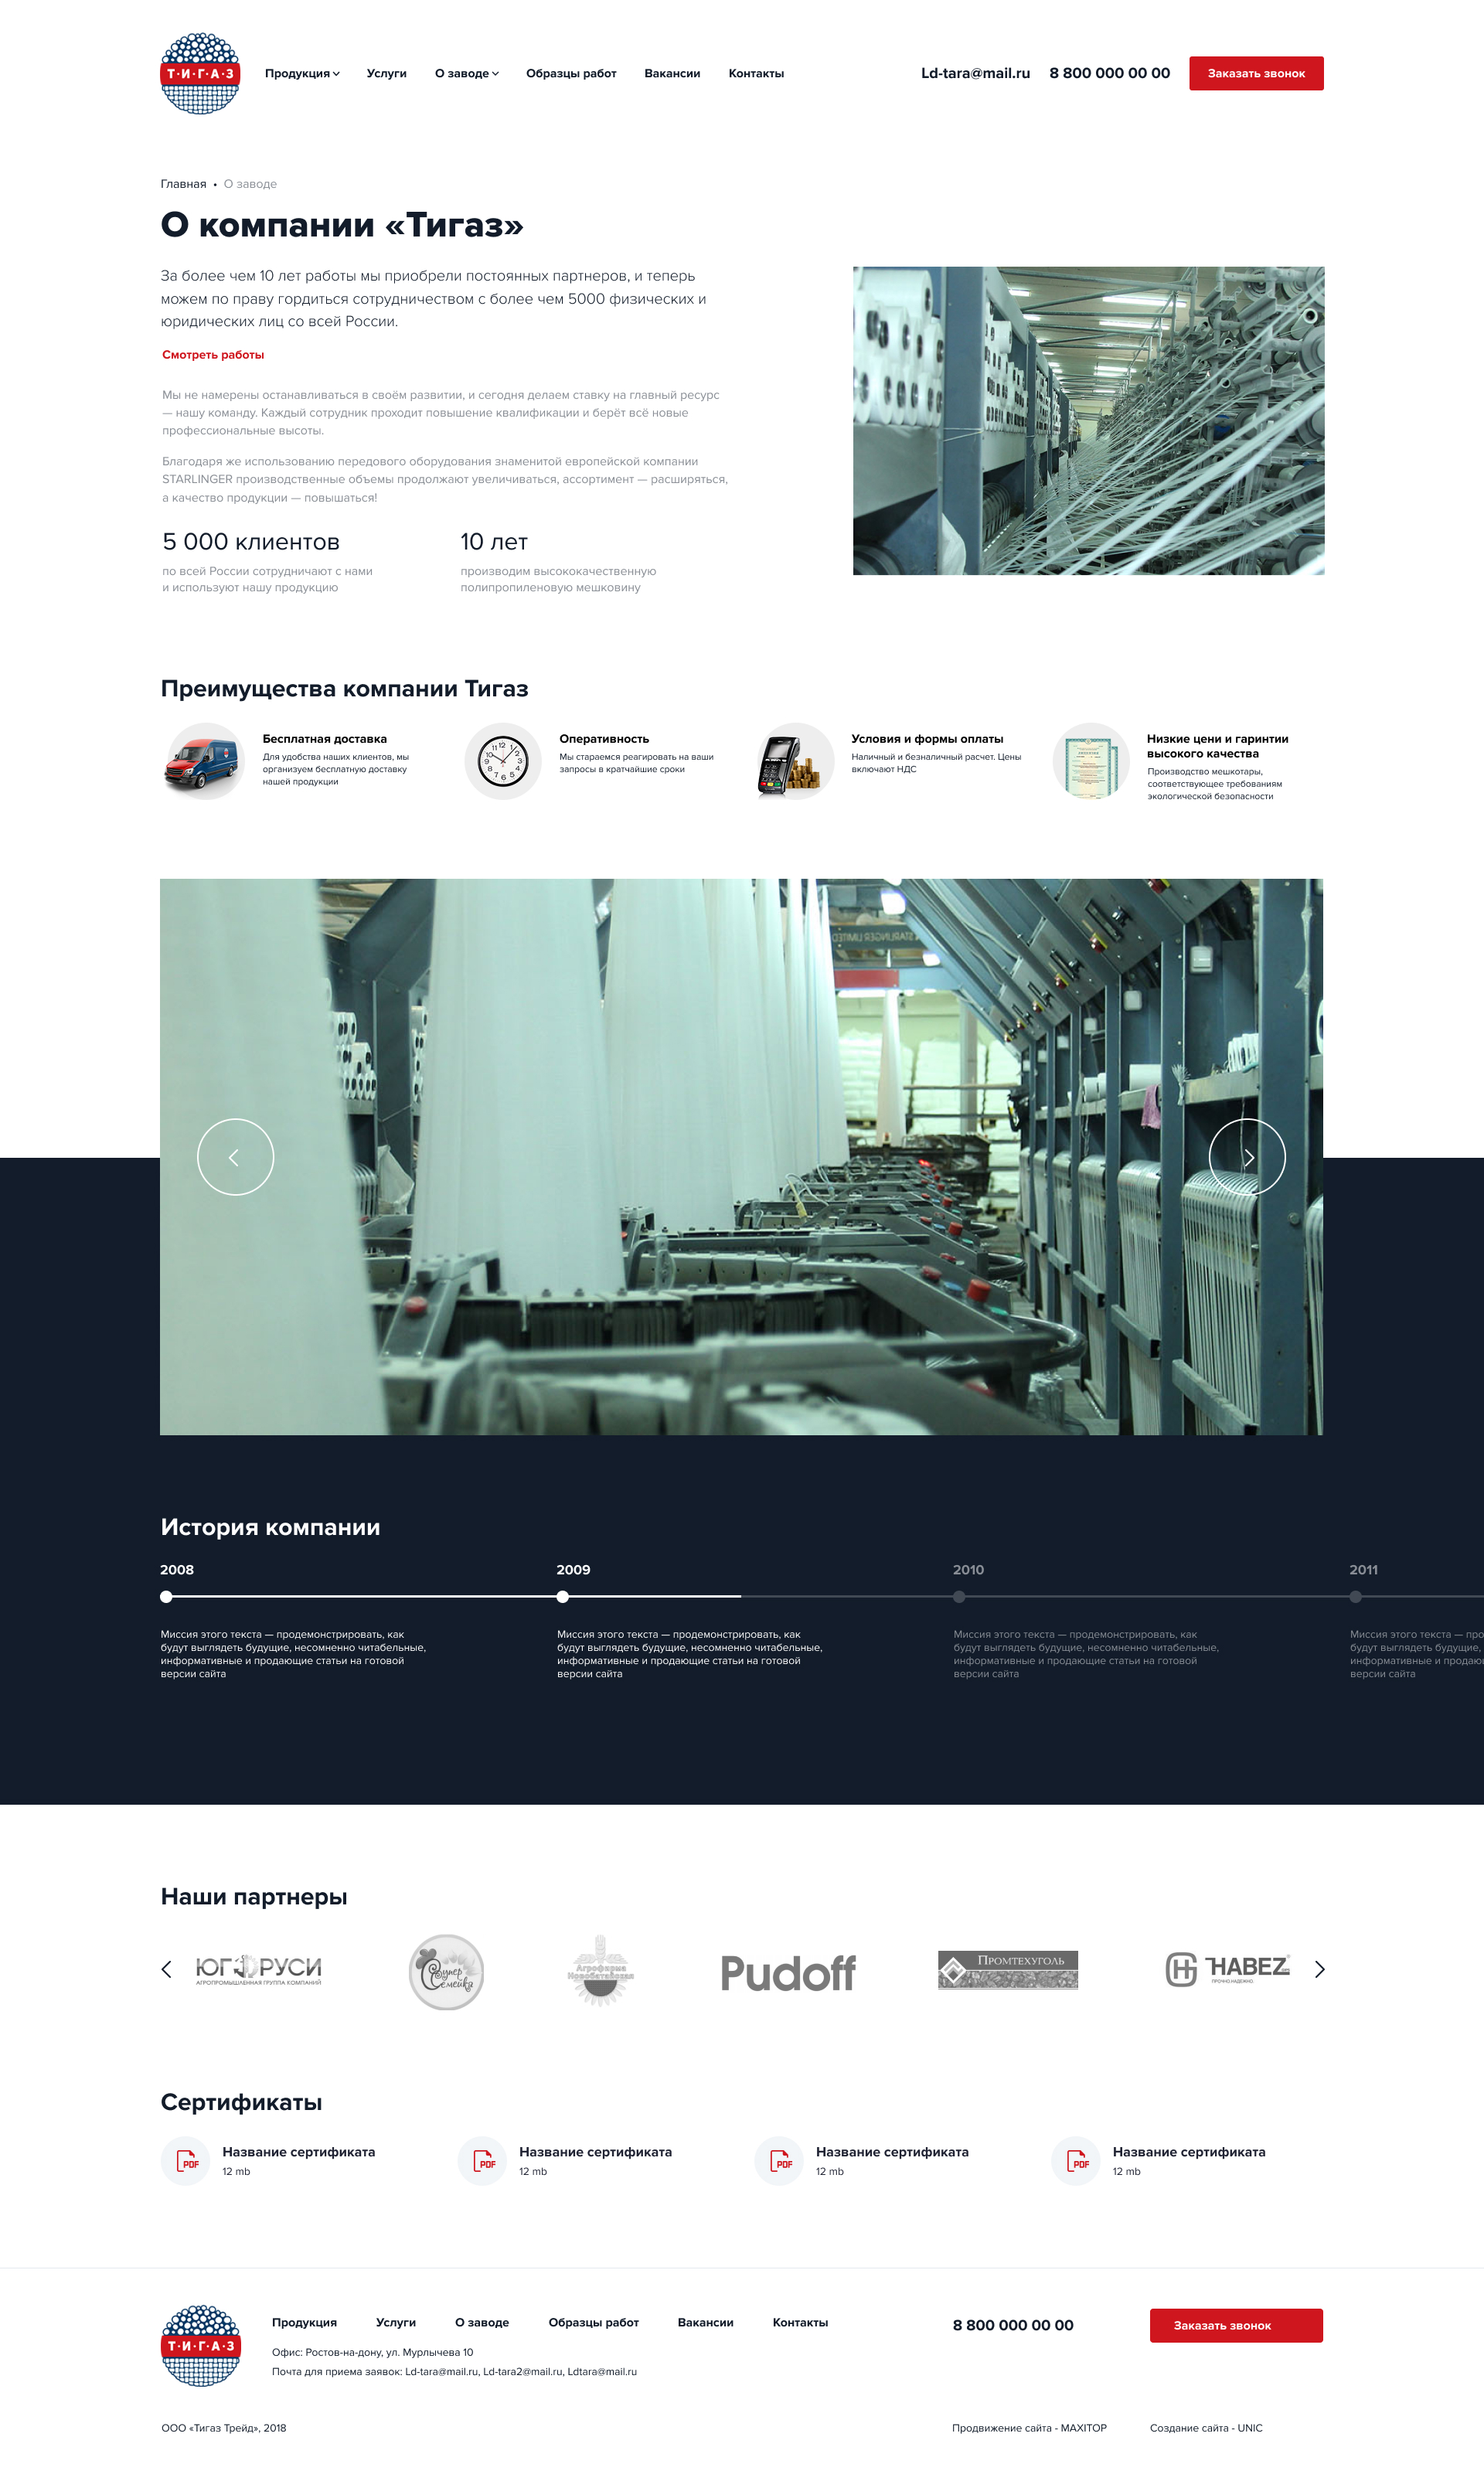 Т·И·Г·А·З
Продукция Услуги О заводе Образцы работ Вакансии Контакты
Ld-tara@mail.ru 8 800 000 00 00 Заказать звонок
Главная • О заводе
О компании «Тигаз»
За более чем 10 лет работы мы приобрели постоянных партнеров, и теперь
можем по праву гордиться сотрудничеством с более чем 5000 физических и
юридических лиц со всей России.
Смотреть работы
Мы не намерены останавливаться в своём развитии, и сегодня делаем ставку на главный ресурс
— нашу команду. Каждый сотрудник проходит повышение квалификации и берёт всё новые
профессиональные высоты.
Благодаря же использованию передового оборудования знаменитой европейской компании
STARLINGER производственные объемы продолжают увеличиваться, ассортимент — расширяться,
а качество продукции — повышаться!
5 000 клиентов
по всей России сотрудничают с нами
и используют нашу продукцию
10 лет
производим высококачественную
полипропиленовую мешковину
Преимущества компании Тигаз
Бесплатная доставка
Для удобства наших клиентов, мы
организуем бесплатную доставку
нашей продукции
Оперативность
Мы стараемся реагировать на ваши
запросы в кратчайшие сроки
Условия и формы оплаты
Наличный и безналичный расчет. Цены
включают НДС
Низкие цени и гаринтии
высокого качества
Производство мешкотары,
соответствующее требованиям
экологической безопасности
История компании
2008
Миссия этого текста — продемонстрировать, как
будут выглядеть будущие, несомненно читабельные,
информативные и продающие статьи на готовой
версии сайта
2009
Миссия этого текста — продемонстрировать, как
будут выглядеть будущие, несомненно читабельные,
информативные и продающие статьи на готовой
версии сайта
2010
Миссия этого текста — продемонстрировать, как
будут выглядеть будущие, несомненно читабельные,
информативные и продающие статьи на готовой
версии сайта
2011
Миссия этого текста — про
будут выглядеть будущие,
информативные и продаю
версии сайта
Наши партнеры
ЮГ РУСИ
АГРОПРОМЫШЛЕННАЯ ГРУППА КОМПАНИЙ
Супер
Семейка
Агрофирма
Новобатайская
Pudoff
Промтехуголь
HABEZ
ПРОЧНО.НАДЕЖНО.
Сертификаты
PDF
Название сертификата
12 mb
PDF
Название сертификата
12 mb
PDF
Название сертификата
12 mb
PDF
Название сертификата
12 mb
Т·И·Г·А·З
Продукция Услуги О заводе Образцы работ Вакансии Контакты
8 800 000 00 00 Заказать звонок
Офис: Ростов-на-дону, ул. Мурлычева 10
Почта для приема заявок: Ld-tara@mail.ru, Ld-tara2@mail.ru, Ldtara@mail.ru
ООО «Тигаз Трейд», 2018
Продвижение сайта - MAXITOP
Создание сайта - UNIC